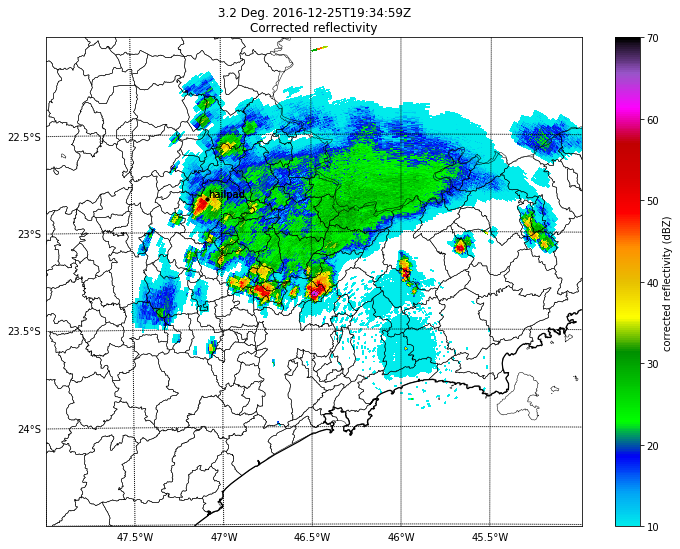 3.2 Deg. 2016-12-25T19:34:59Z
Corrected reflectivity
70
60
50
40
30
20
10
corrected reflectivity (dBZ)
22.5°S
23°S
23.5°S
24°S
hailpad
47.5°W
47°W
46.5°W
46°W
45.5°W